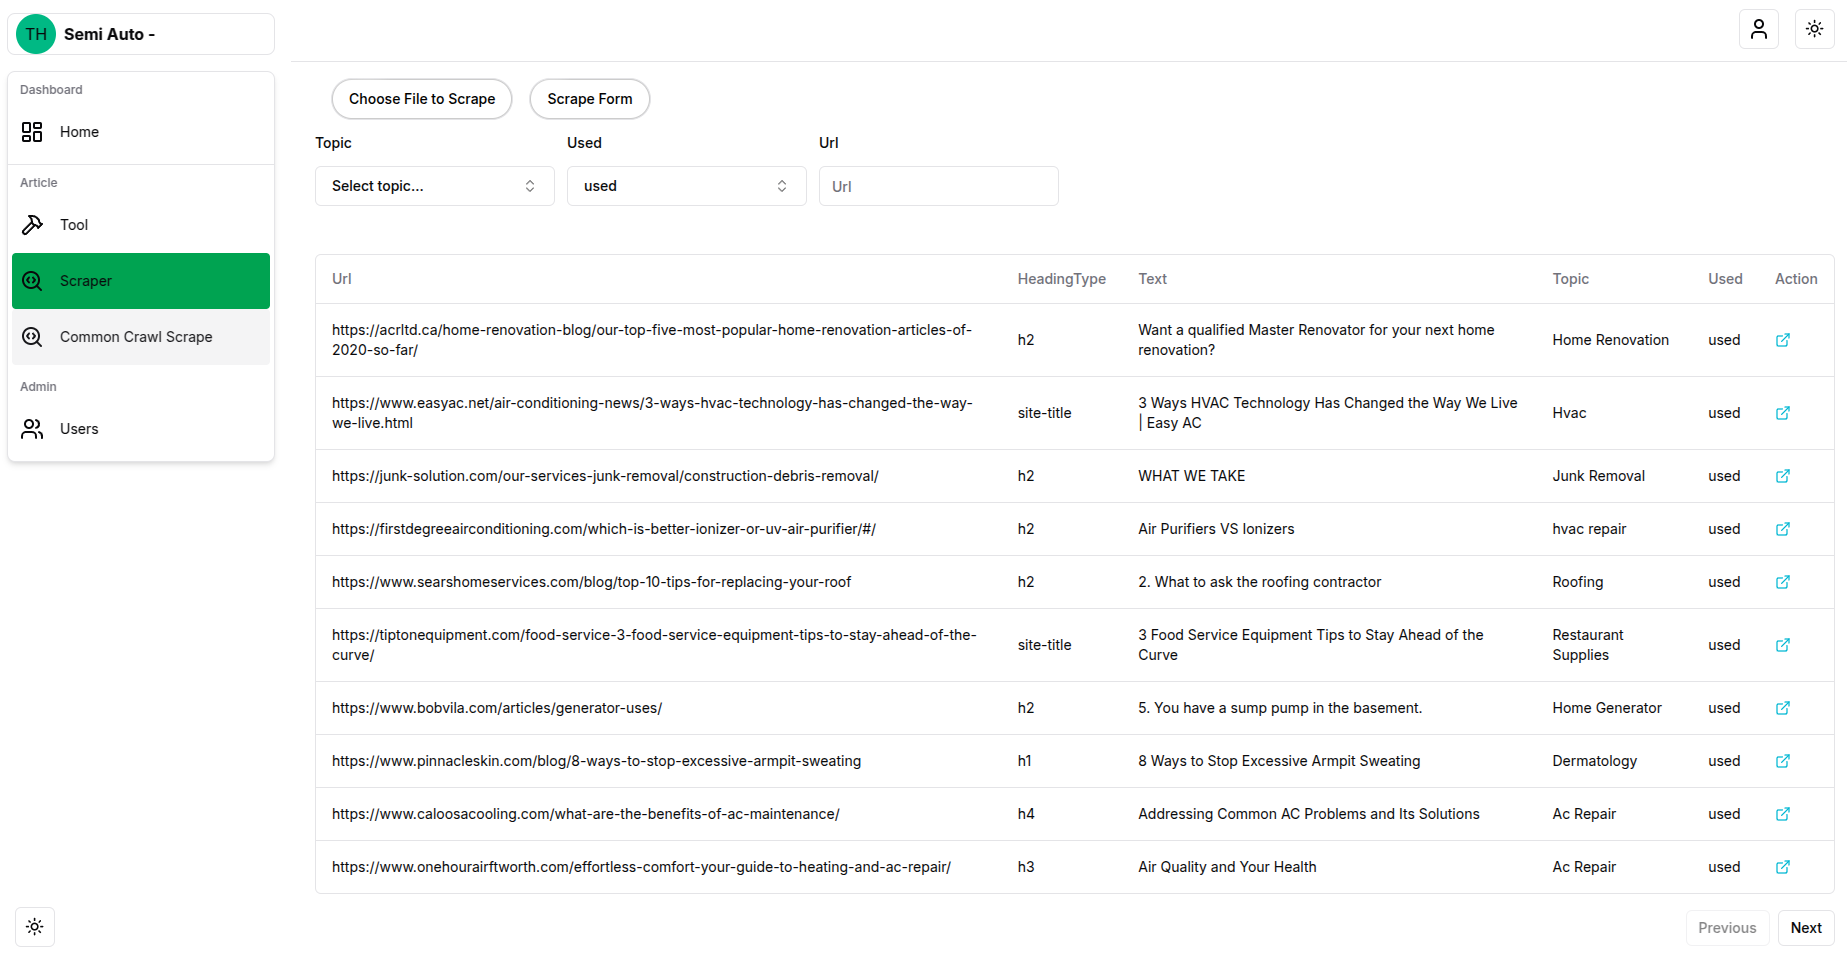 TH Semi Auto -
Dashboard
Home
Article
Tool
Scraper
Common Crawl Scrape
Admin
Users
Choose File to Scrape Scrape Form
Topic Used Url
Select topic... used Url
Url HeadingType Text Topic Used Action
https://acrltd.ca/home-renovation-blog/our-top-five-most-popular-home-renovation-articles-of- Want a qualified Master Renovator for your next home
2020-so-far/ h2 renovation? Home Renovation used
https://www.easyac.net/air-conditioning-news/3-ways-hvac-technology-has-changed-the-way- 3 Ways HVAC Technology Has Changed the Way We Live
we-live.html site-title | Easy AC Hvac used
https://junk-solution.com/our-services-junk-removal/construction-debris-removal/ h2 WHAT WE TAKE Junk Removal used
https://firstdegreeairconditioning.com/which-is-better-ionizer-or-uv-air-purifier/#/ h2 Air Purifiers VS Ionizers hvac repair used
https://www.searshomeservices.com/blog/top-10-tips-for-replacing-your-roof h2 2. What to ask the roofing contractor Roofing used
https://tiptonequipment.com/food-service-3-food-service-equipment-tips-to-stay-ahead-of-the- 3 Food Service Equipment Tips to Stay Ahead of the Restaurant
curve/ site-title Curve Supplies used
https://www.bobvila.com/articles/generator-uses/ h2 5. You have a sump pump in the basement. Home Generator used
https://www.pinnacleskin.com/blog/8-ways-to-stop-excessive-armpit-sweating h1 8 Ways to Stop Excessive Armpit Sweating Dermatology used
https://www.caloosacooling.com/what-are-the-benefits-of-ac-maintenance/ h4 Addressing Common AC Problems and Its Solutions Ac Repair used
https://www.onehourairftworth.com/effortless-comfort-your-guide-to-heating-and-ac-repair/ h3 Air Quality and Your Health Ac Repair used
Previous Next